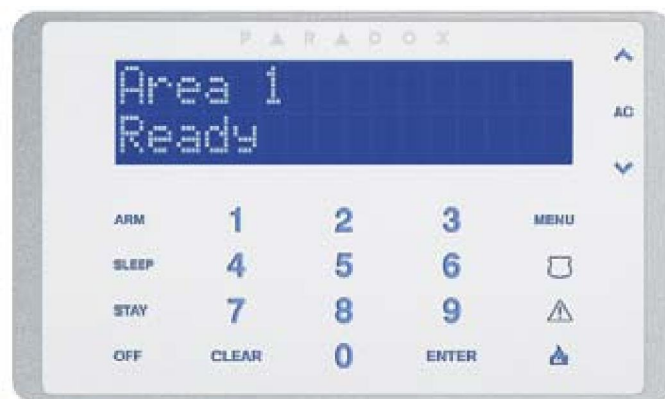 PARADOX
Area 1
Ready
AC
ARM 1 2 3 MENU
SLEEP 4 5 6
STAY 7 8 9
OFF CLEAR 0 ENTER